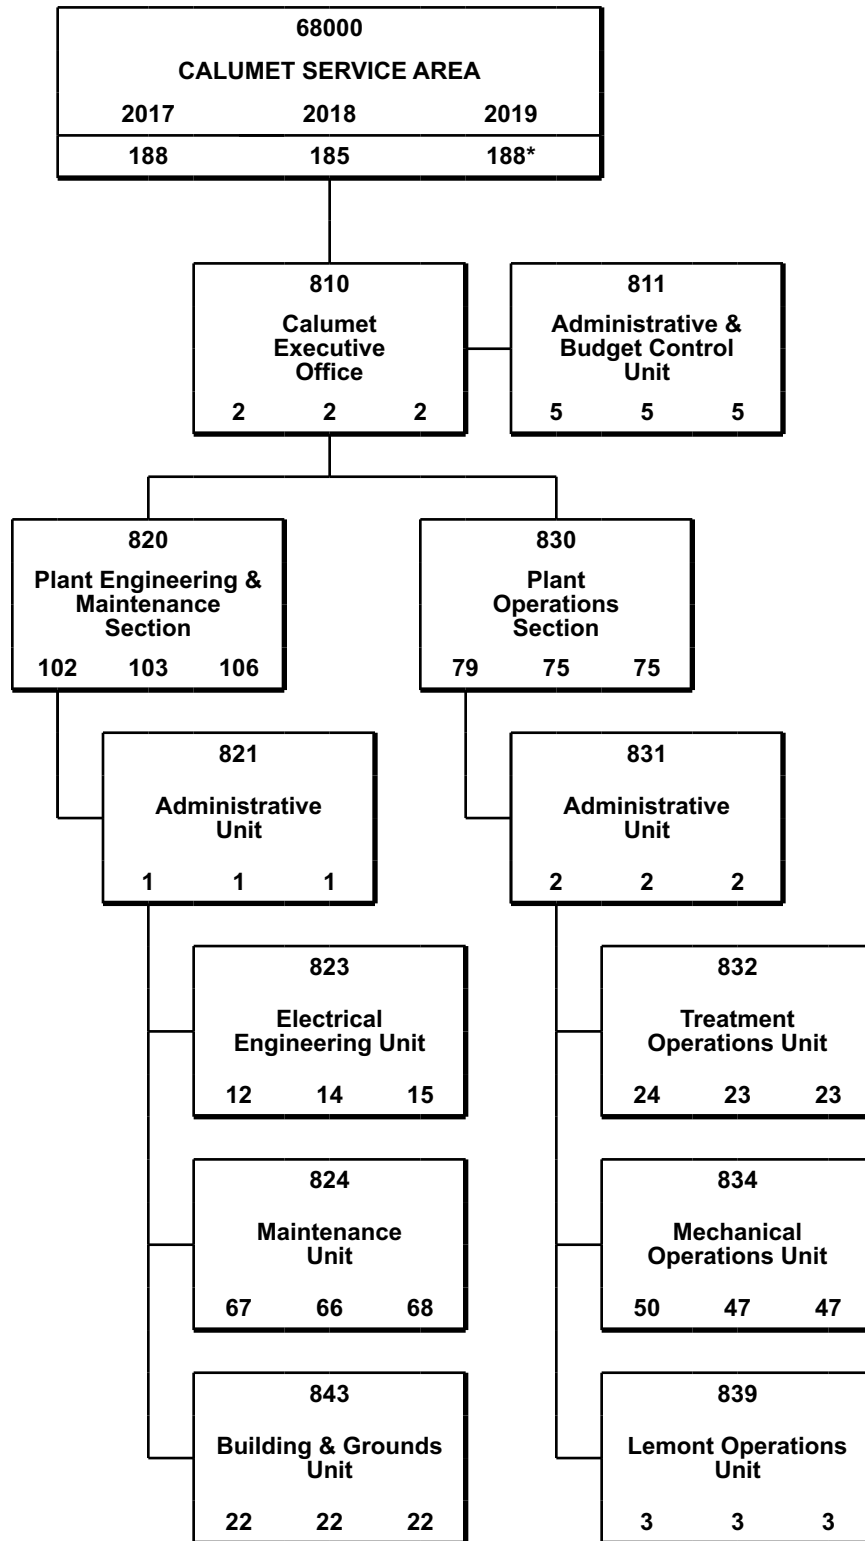 68000
CALUMET SERVICE AREA
2017 2018 2019
188 185 188*
810
Calumet
Executive
Office
2 2 2
811
Administrative &
Budget Control
Unit
5 5 5
820
Plant Engineering &
Maintenance
Section
102 103 106
830
Plant
Operations
Section
79 75 75
821
Administrative
Unit
1 1 1
831
Administrative
Unit
2 2 2
823
Electrical
Engineering Unit
12 14 15
832
Treatment
Operations Unit
24 23 23
824
Maintenance
Unit
67 66 68
834
Mechanical
Operations Unit
50 47 47
843
Building & Grounds
Unit
22 22 22
839
Lemont Operations
Unit
3 3 3